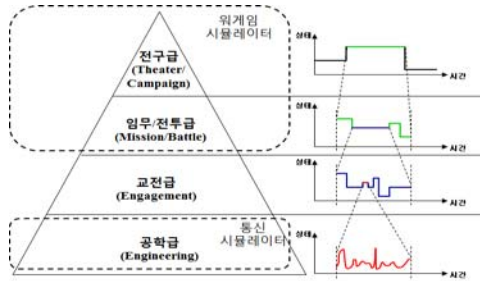 워게임
시뮬레이터
전구급
(Theater/
Campaign)
상태
시간
임무/전투급
(Mission/Battle)
상태
시간
교전급
(Engagement)
상태
시간
통신
시뮬레이터
공학급
(Engineering)
상태
시간